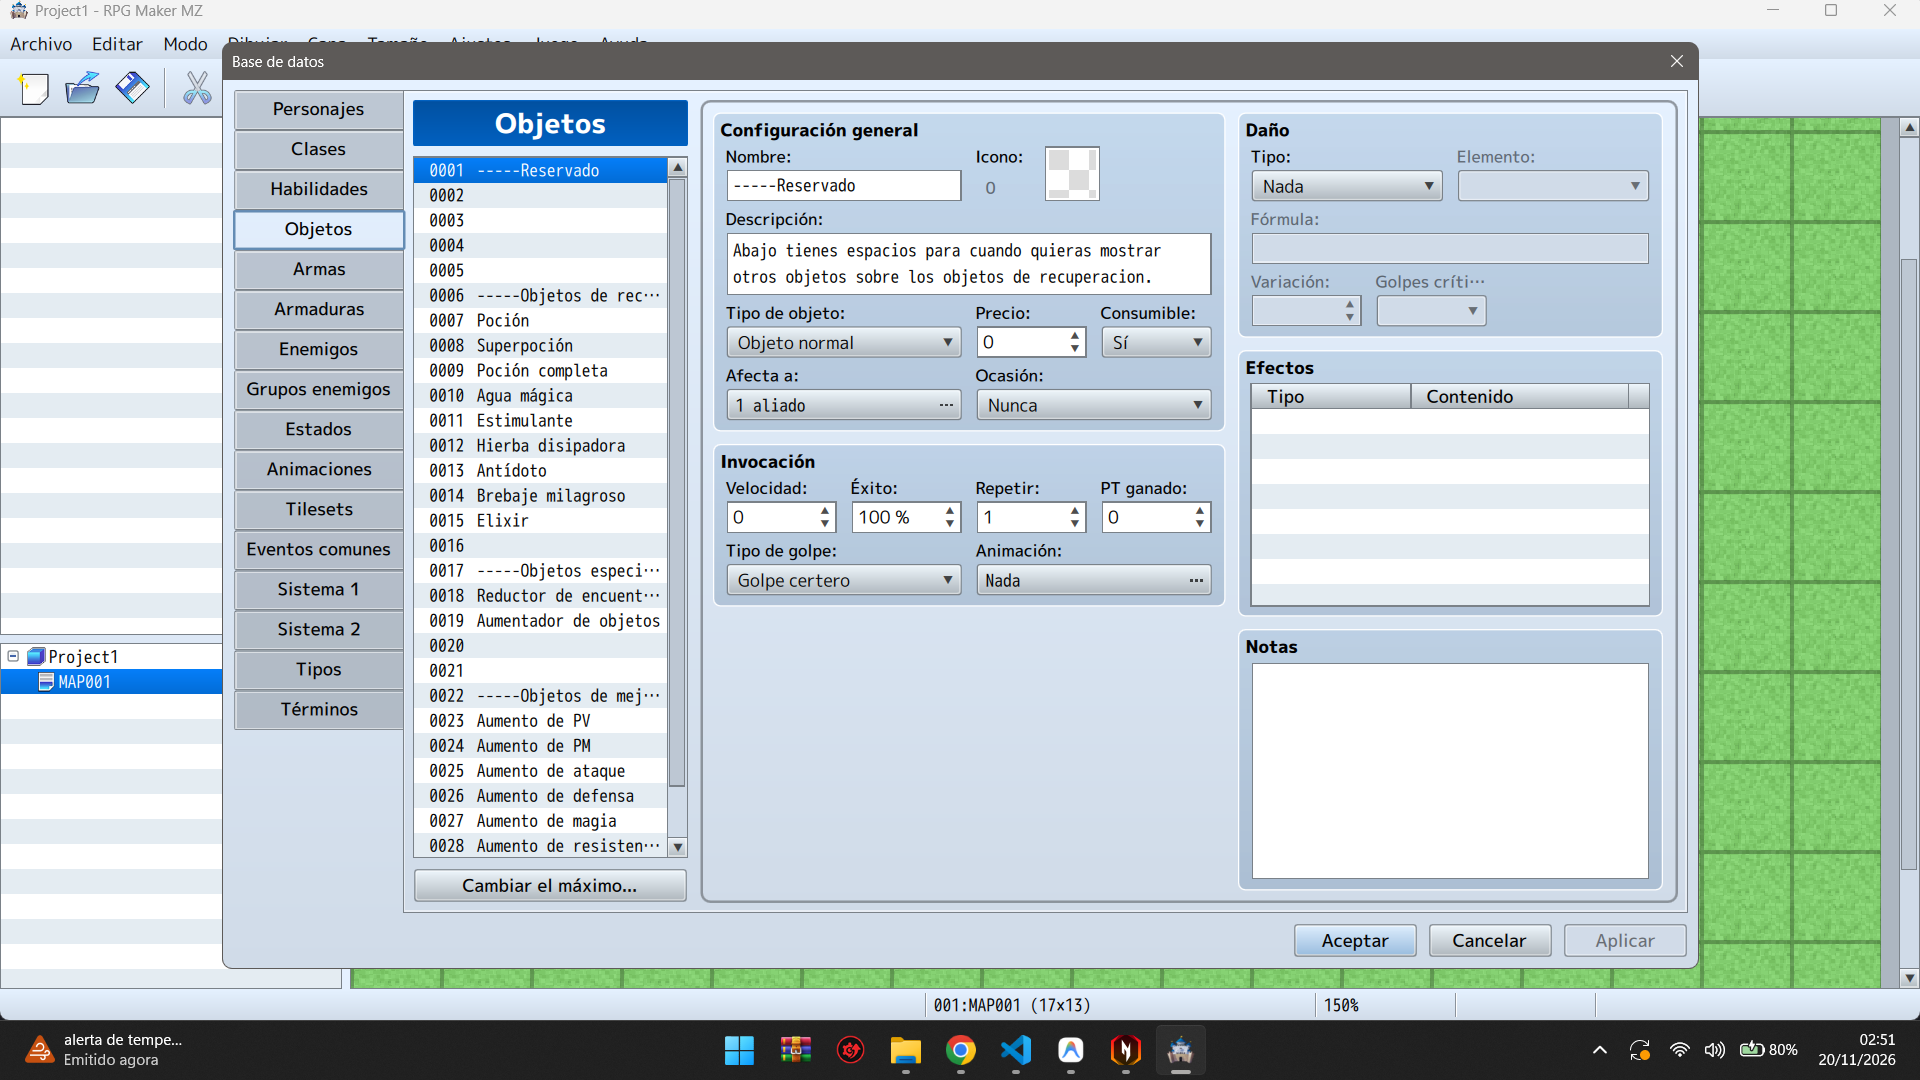 Project1 - RPG Maker MZ
Archivo Editar Modo
Base de datos
Personajes
Clases
Habilidades
Objetos
Armas
Armaduras
Enemigos
Grupos enemigos
Estados
Animaciones
Tilesets
Eventos comunes
Sistema 1
Sistema 2
Tipos
Términos
Objetos
0001 -----Reservado
0002
0003
0004
0005
0006 -----Objetos de rec···
0007 Poción
0008 Superpoción
0009 Poción completa
0010 Agua mágica
0011 Estimulante
0012 Hierba disipadora
0013 Antídoto
0014 Brebaje milagroso
0015 Elixir
0016
0017 -----Objetos especi···
0018 Reductor de encuent···
0019 Aumentador de objetos
0020
0021
0022 -----Objetos de mej···
0023 Aumento de PV
0024 Aumento de PM
0025 Aumento de ataque
0026 Aumento de defensa
0027 Aumento de magia
0028 Aumento de resisten···
Cambiar el máximo...
Configuración general
Nombre: Icono:
-----Reservado 0
Descripción:
Abajo tienes espacios para cuando quieras mostrar
otros objetos sobre los objetos de recuperacion.
Tipo de objeto: Precio: Consumible:
Objeto normal 0 Sí
Afecta a: Ocasión:
1 aliado ... Nunca
Invocación
Velocidad: Éxito: Repetir: PT ganado:
0 100 % 1 0
Tipo de golpe: Animación:
Golpe certero Nada ...
Daño
Tipo: Elemento:
Nada
Fórmula:
Variación: Golpes críti···
Efectos
Tipo Contenido
Notas
Aceptar Cancelar Aplicar
Project1
MAP001
001:MAP001 (17×13) 150%
alerta de tempe...
Emitido agora
80%
02:51
20/11/2026